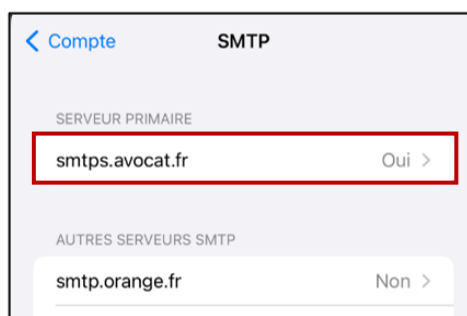 Compte
SMTP
SERVEUR PRIMAIRE
smtps.avocat.fr Oui
AUTRES SERVEURS SMTP
smtp.orange.fr Non